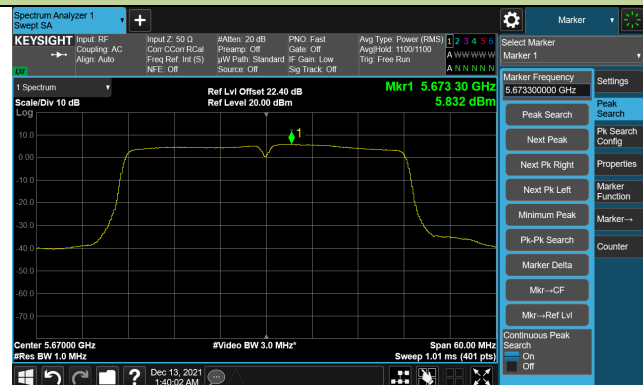 Spectrum Analyzer 1
Swept SA
+
Marker
KEYSIGHT
Input: RF
Coupling: AC
Align: Auto
Input Z: 50 Ω
Corr CCorr RCal
Freq Ref: Int (S)
NFE: Off
#Atten: 20 dB
Preamp: Off
µW Path: Standard
Source: Off
PNO: Fast
Gate: Off
IF Gain: Low
Sig Track: Off
Avg Type: Power (RMS)
Avg|Hold: 1100/1100
Trig: Free Run
1 2 3 4 5 6
A W W W W W
A N N N N N
Select Marker
Marker 1
1 Spectrum
Scale/Div 10 dB
Log
Ref Lvl Offset 22.40 dB
Ref Level 20.00 dBm
Mkr1 5.673 30 GHz
5.832 dBm
10.0
0.00
-10.0
-20.0
-30.0
-40.0
-50.0
-60.0
-70.0
1
Center 5.67000 GHz
#Res BW 1.0 MHz
#Video BW 3.0 MHz*
Span 60.00 MHz
Sweep 1.01 ms (401 pts)
Marker Frequency
5.673300000 GHz
Peak Search
Next Peak
Next Pk Right
Next Pk Left
Minimum Peak
Pk-Pk Search
Marker Delta
Mkr→CF
Mkr→Ref Lvl
Continuous Peak
Search
On
Off
Settings
Peak
Search
Pk Search
Config
Properties
Marker
Function
Marker→
Counter
Dec 13, 2021
1:40:02 AM